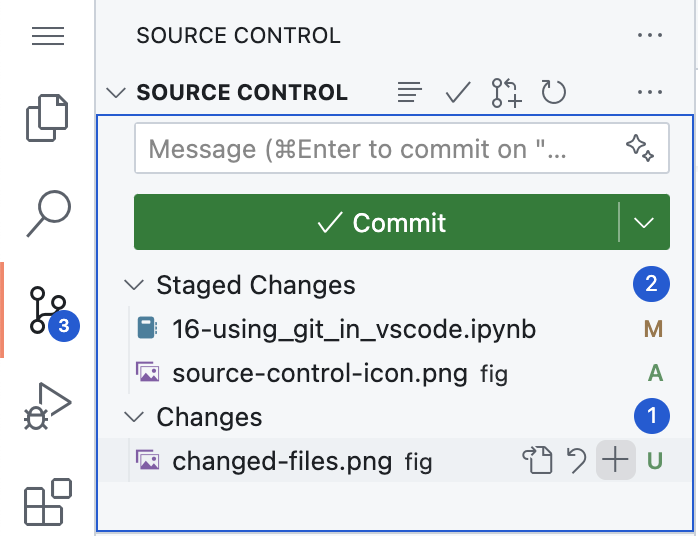 SOURCE CONTROL
SOURCE CONTROL
Message (⌘Enter to commit on "...
Commit
Staged Changes 2
16-using_git_in_vscode.ipynb M
source-control-icon.png fig A
3
Changes 1
changed-files.png fig U